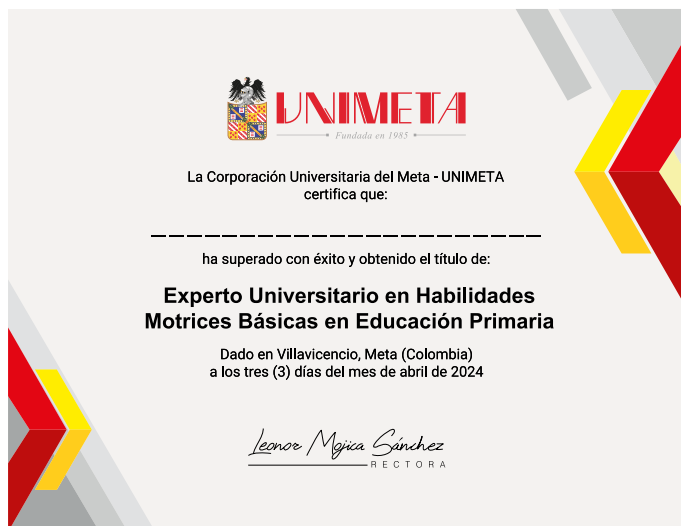 UNIMETA
Fundada en 1985
La Corporación Universitaria del Meta - UNIMETA
certifica que:
ha superado con éxito y obtenido el título de:
Experto Universitario en Habilidades
Motrices Básicas en Educación Primaria
Dado en Villavicencio, Meta (Colombia)
a los tres (3) días del mes de abril de 2024
Leonor Mojica Sánchez
RECTORA